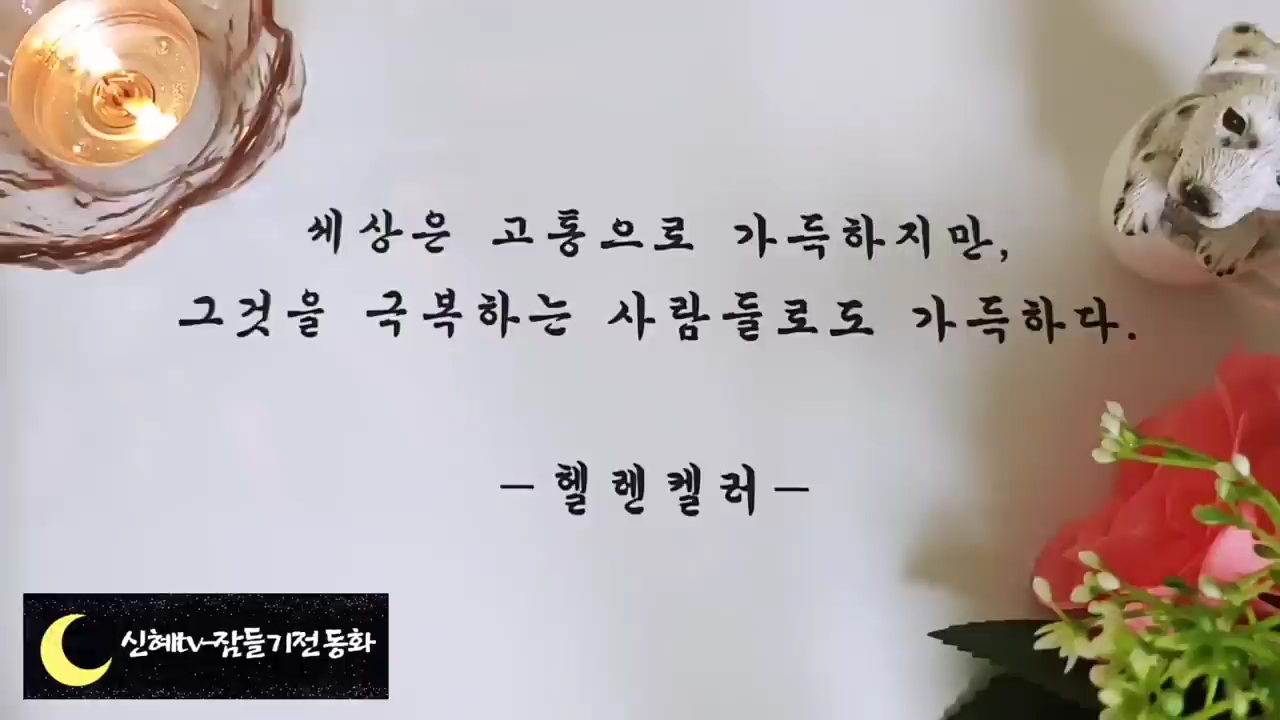 세상은 고통으로 가득하지만,
그것을 극복하는 사람들로도 가득하다.
-헬렌켈러-
신혜tv-잠들기전 동화